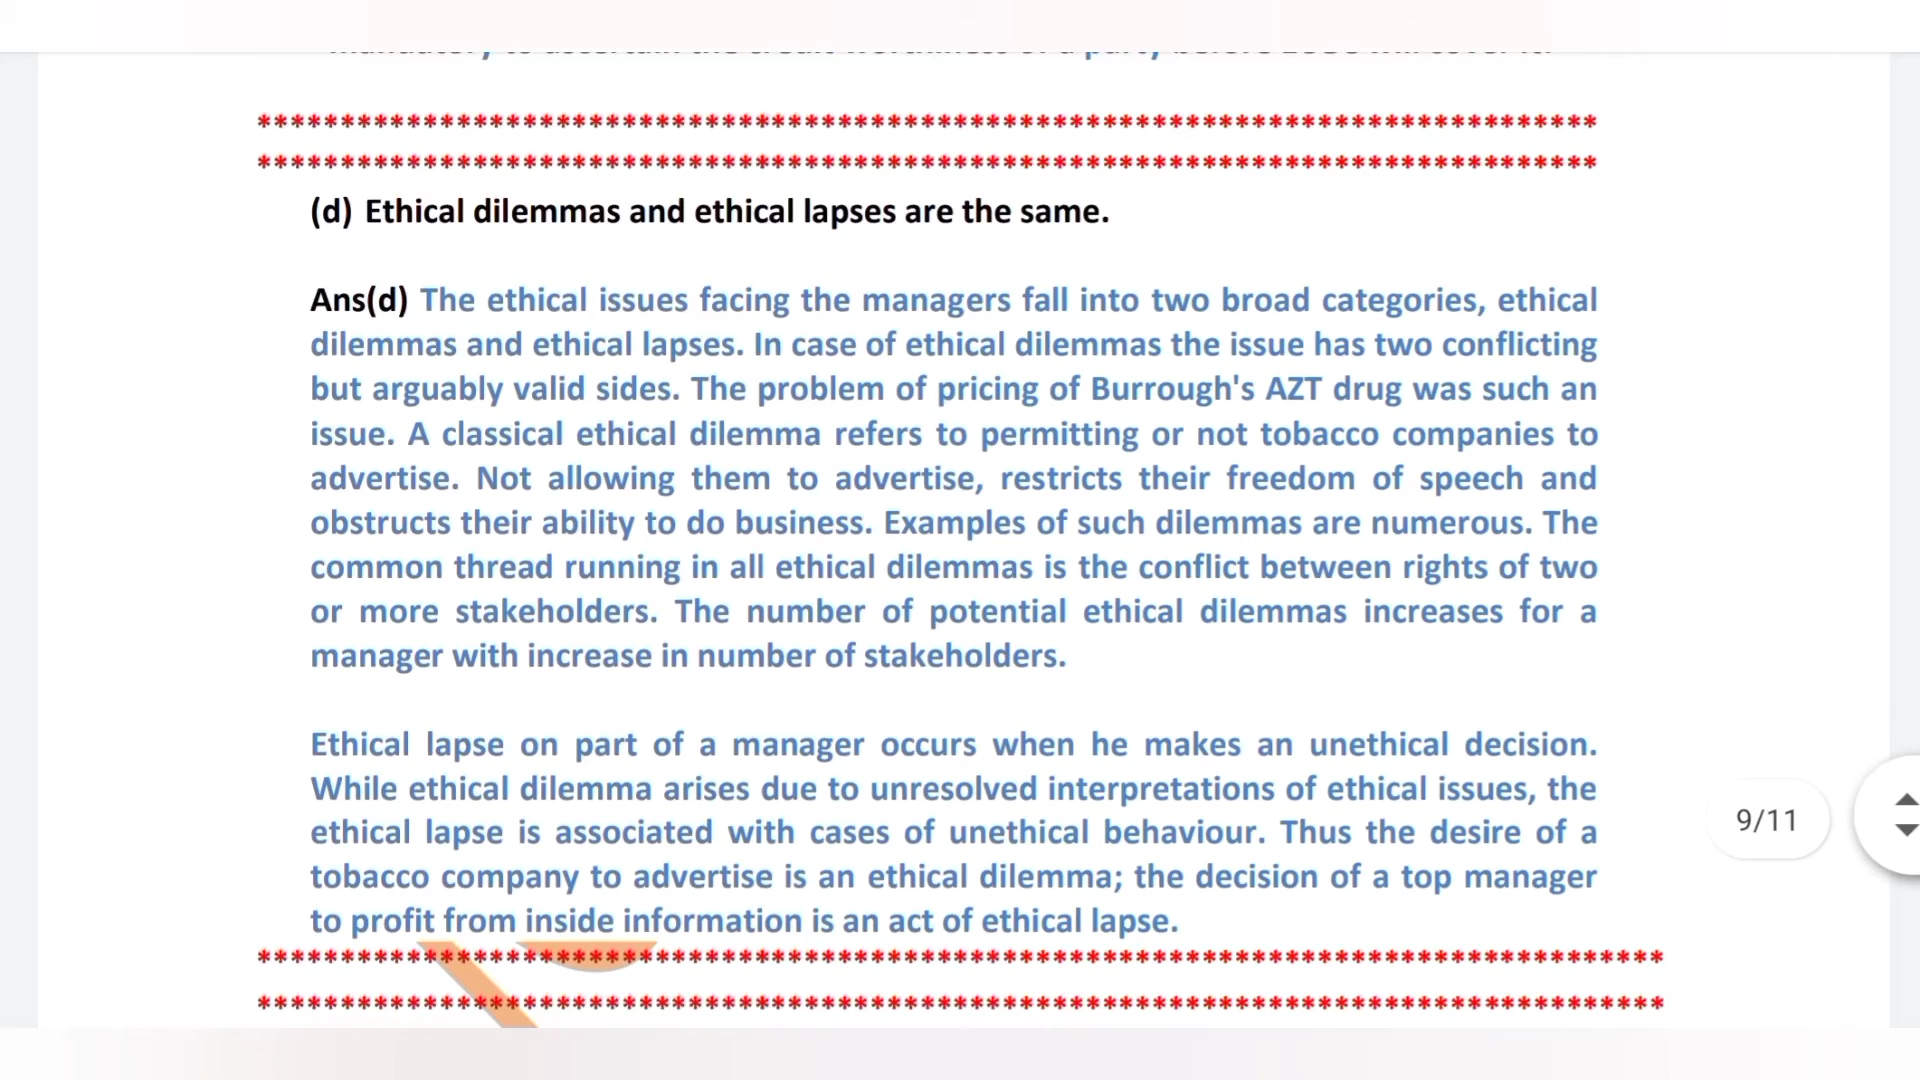 ********************************************************************************
********************************************************************************
(d) Ethical dilemmas and ethical lapses are the same.
Ans(d) The ethical issues facing the managers fall into two broad categories, ethical
dilemmas and ethical lapses. In case of ethical dilemmas the issue has two conflicting
but arguably valid sides. The problem of pricing of Burrough's AZT drug was such an
issue. A classical ethical dilemma refers to permitting or not tobacco companies to
advertise. Not allowing them to advertise, restricts their freedom of speech and
obstructs their ability to do business. Examples of such dilemmas are numerous. The
common thread running in all ethical dilemmas is the conflict between rights of two
or more stakeholders. The number of potential ethical dilemmas increases for a
manager with increase in number of stakeholders.
Ethical lapse on part of a manager occurs when he makes an unethical decision.
While ethical dilemma arises due to unresolved interpretations of ethical issues, the
ethical lapse is associated with cases of unethical behaviour. Thus the desire of a
tobacco company to advertise is an ethical dilemma; the decision of a top manager
to profit from inside information is an act of ethical lapse.
************************************************************************************
************************************************************************************
9/11